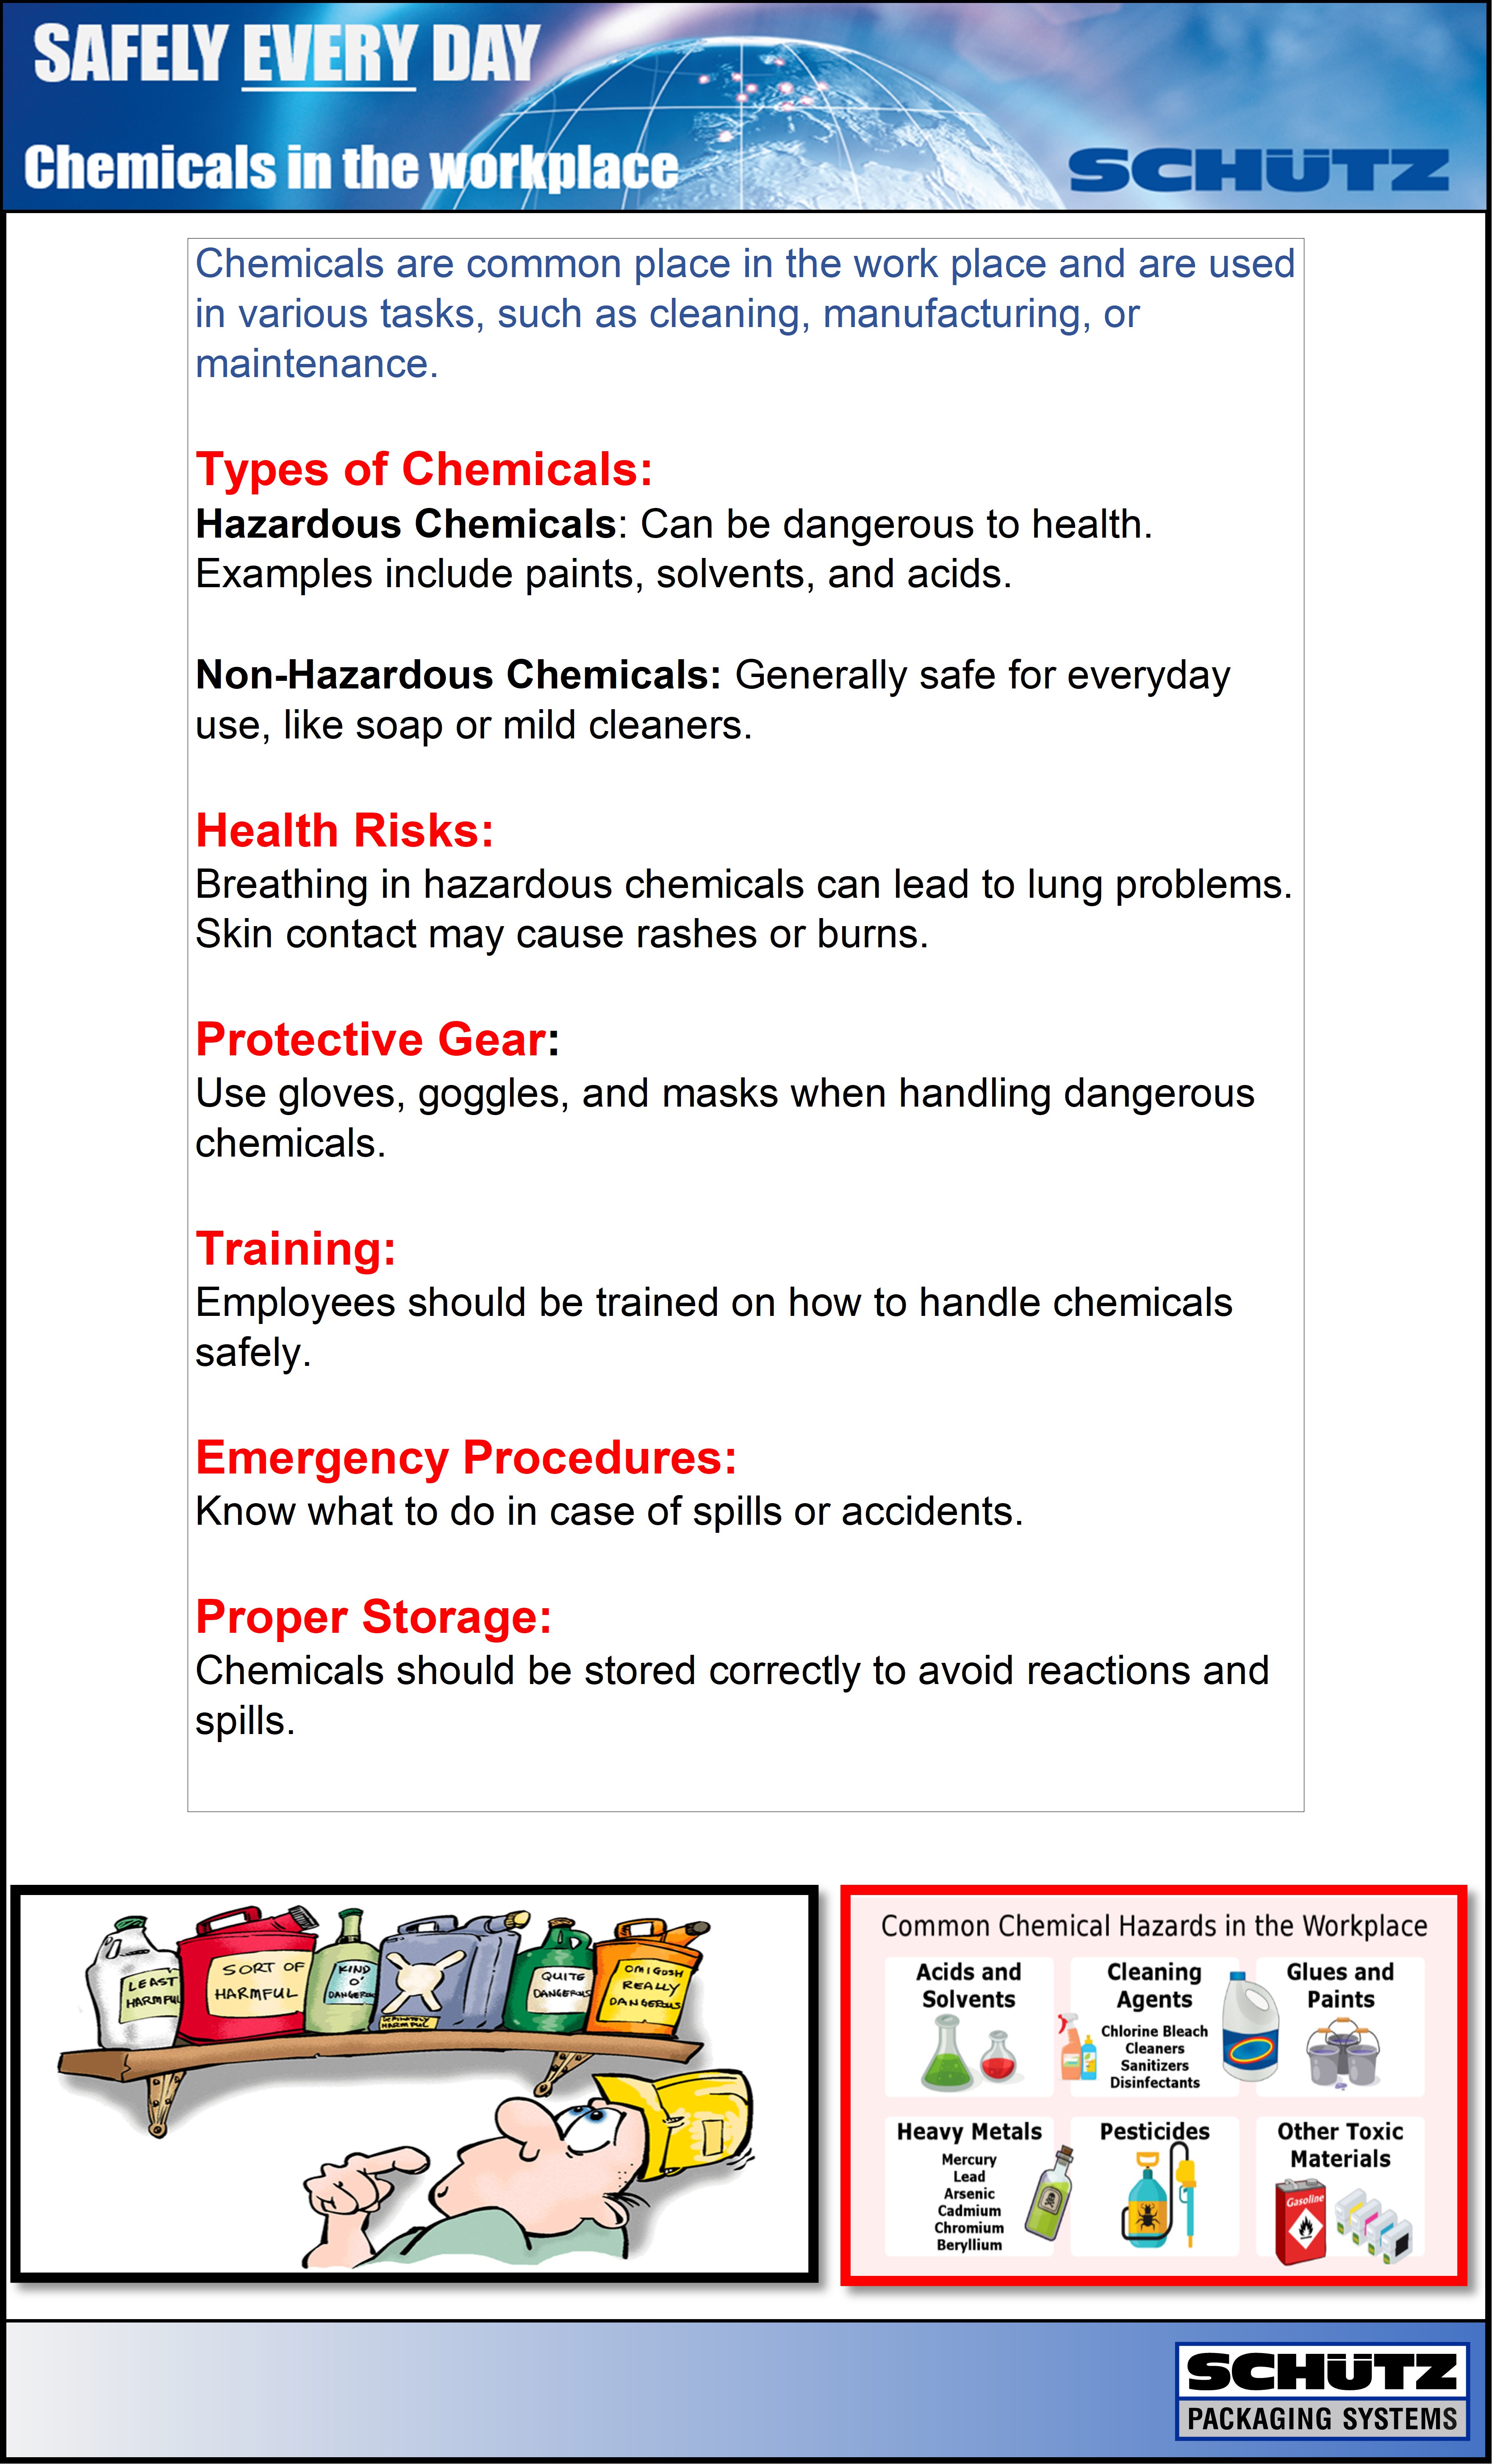 SAFELY EVERY DAY
Chemicals in the workplace
SCHÜTZ
Chemicals are common place in the work place and are used
in various tasks, such as cleaning, manufacturing, or
maintenance.
Types of Chemicals:
Hazardous Chemicals: Can be dangerous to health.
Examples include paints, solvents, and acids.
Non-Hazardous Chemicals: Generally safe for everyday
use, like soap or mild cleaners.
Health Risks:
Breathing in hazardous chemicals can lead to lung problems.
Skin contact may cause rashes or burns.
Protective Gear:
Use gloves, goggles, and masks when handling dangerous
chemicals.
Training:
Employees should be trained on how to handle chemicals
safely.
Emergency Procedures:
Know what to do in case of spills or accidents.
Proper Storage:
Chemicals should be stored correctly to avoid reactions and
spills.
LEAST
HARMFUL
SORT OF
HARMFUL
KIND
O'
DANGEROUS
HARMFUL
QUITE
DANGEROUS
OMIGOSH
REALLY
DANGEROUS
Common Chemical Hazards in the Workplace
Acids and
Solvents
Cleaning
Agents
Chlorine Bleach
Cleaners
Sanitizers
Disinfectants
Glues and
Paints
Heavy Metals
Mercury
Lead
Arsenic
Cadmium
Chromium
Beryllium
Pesticides
Other Toxic
Materials
Gasoline
SCHÜTZ
PACKAGING SYSTEMS